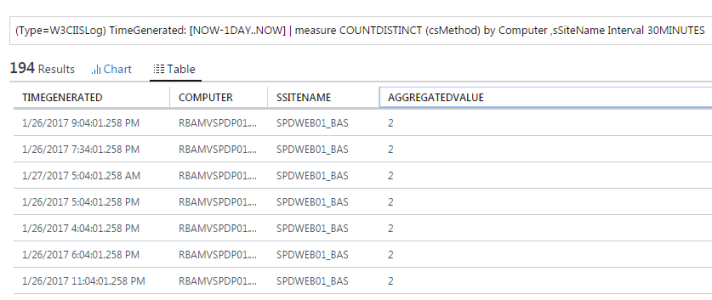 (Type=W3CIISLog) TimeGenerated: [NOW-1DAY..NOW] | measure COUNTDISTINCT (csMethod) by Computer ,sSiteName Interval 30MINUTES
194 Results Chart Table
TIMEGENERATED COMPUTER SSITENAME AGGREGATEDVALUE
1/26/2017 9:04:01.258 PM RBAMVSPDP01.... SPDWEB01_BAS 2
1/26/2017 7:34:01.258 PM RBAMVSPDP01.... SPDWEB01_BAS 2
1/27/2017 5:04:01.258 AM RBAMVSPDP01.... SPDWEB01_BAS 2
1/26/2017 5:04:01.258 PM RBAMVSPDP01.... SPDWEB01_BAS 2
1/26/2017 4:04:01.258 PM RBAMVSPDP01.... SPDWEB01_BAS 2
1/26/2017 6:04:01.258 PM RBAMVSPDP01.... SPDWEB01_BAS 2
1/26/2017 11:04:01.258 PM RBAMVSPDP01.... SPDWEB01_BAS 2